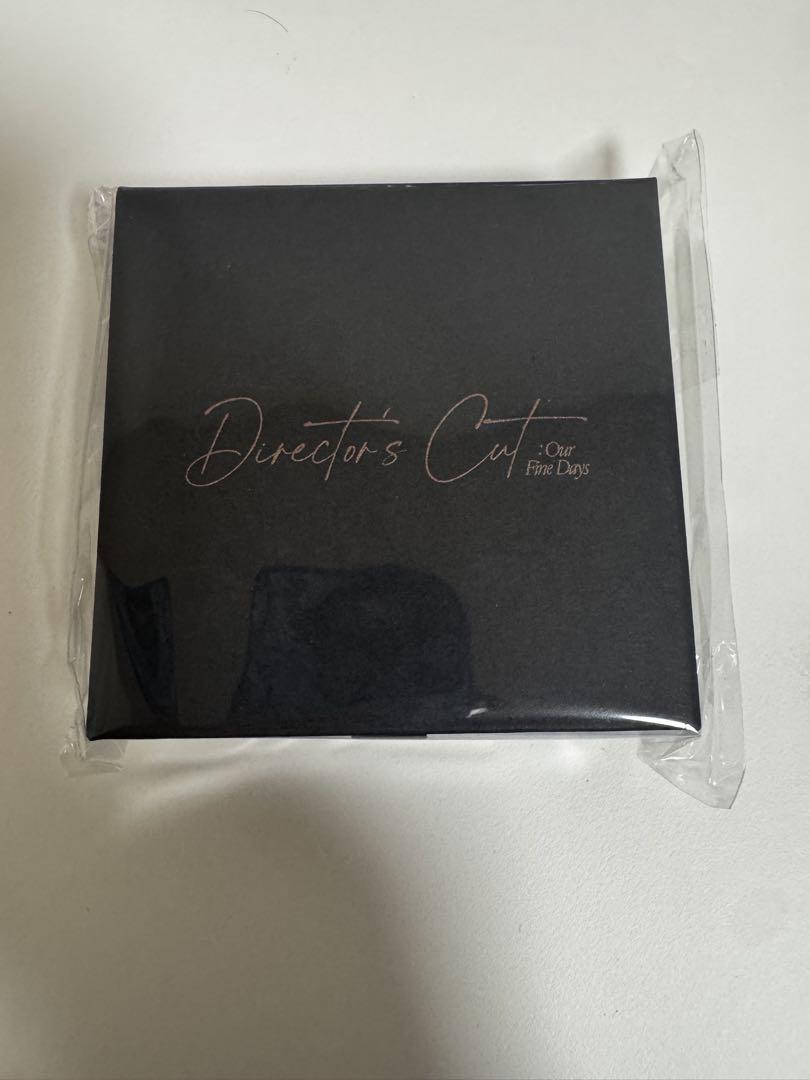 Director's Cut
: Our
Fine Days